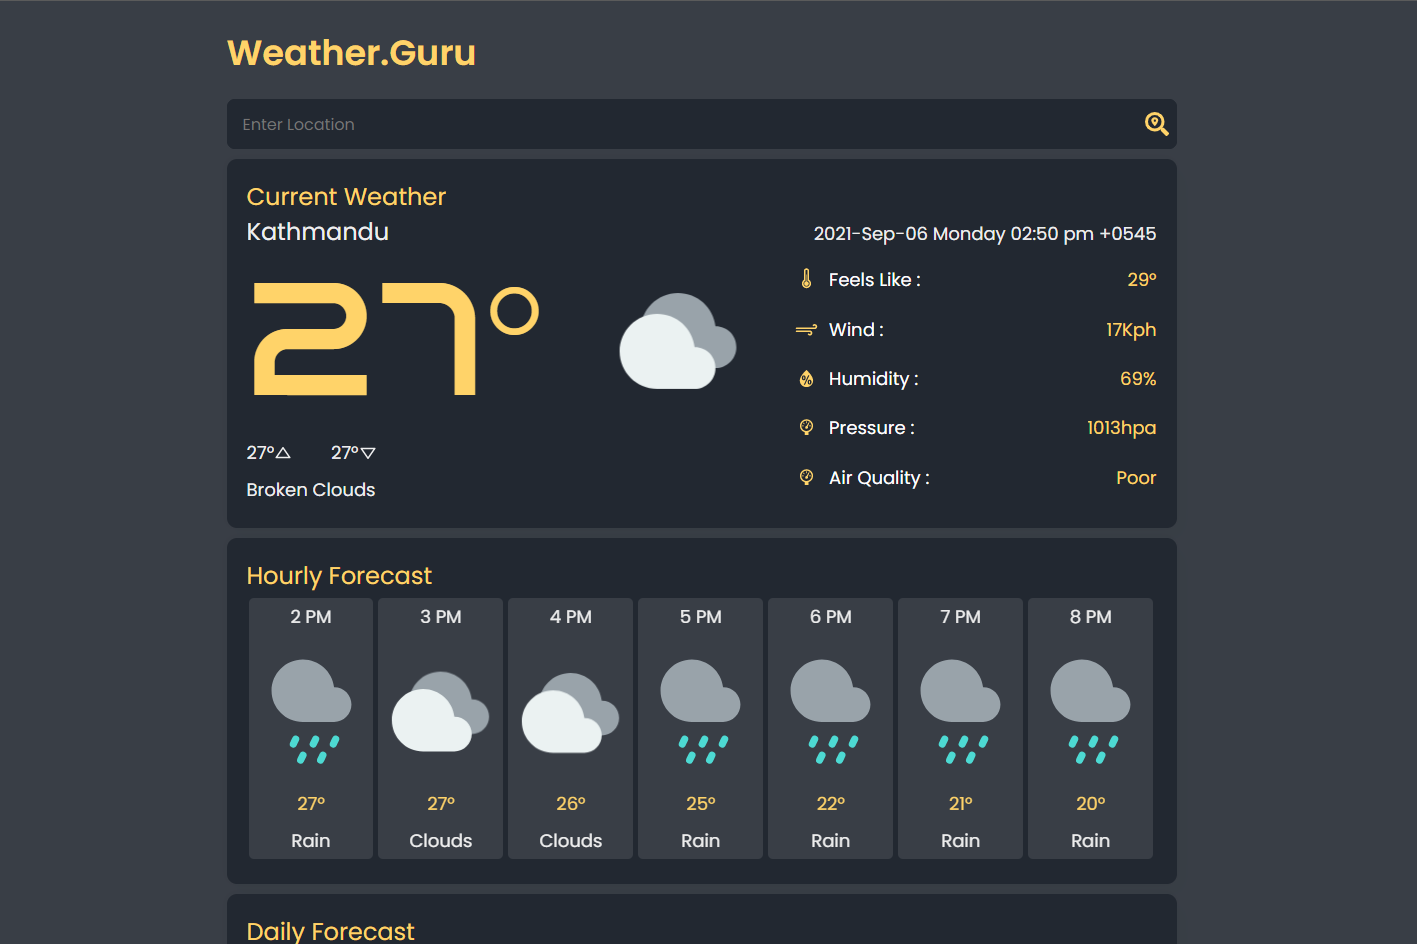 Weather.Guru
Enter Location
Current Weather
Kathmandu
2021-Sep-06 Monday 02:50 pm +0545
27°
Feels Like : 29°
Wind : 17Kph
Humidity : 69%
Pressure : 1013hpa
Air Quality : Poor
27°△ 27°▽
Broken Clouds
Hourly Forecast
2 PM 3 PM 4 PM 5 PM 6 PM 7 PM 8 PM
27° 27° 26° 25° 22° 21° 20°
Rain Clouds Clouds Rain Rain Rain Rain
Daily Forecast